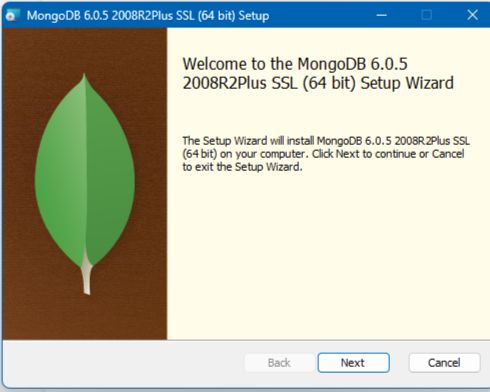 MongoDB 6.0.5 2008R2Plus SSL (64 bit) Setup
Welcome to the MongoDB 6.0.5
2008R2Plus SSL (64 bit) Setup Wizard
The Setup Wizard will install MongoDB 6.0.5 2008R2Plus SSL
(64 bit) on your computer. Click Next to continue or Cancel
to exit the Setup Wizard.
Back Next Cancel